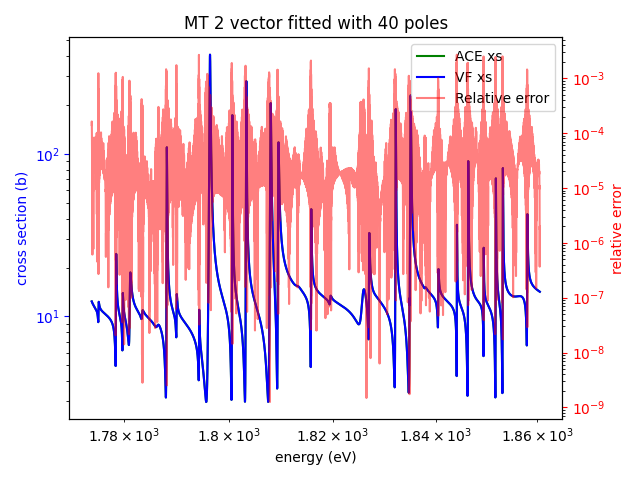 MT 2 vector fitted with 40 poles
ACE xs
VF xs
Relative error
cross section (b)
10²
10¹
relative error
10⁻³
10⁻⁴
10⁻⁵
10⁻⁶
10⁻⁷
10⁻⁸
10⁻⁹
1.78 × 10³ 1.8 × 10³ 1.82 × 10³ 1.84 × 10³ 1.86 × 10³
energy (eV)